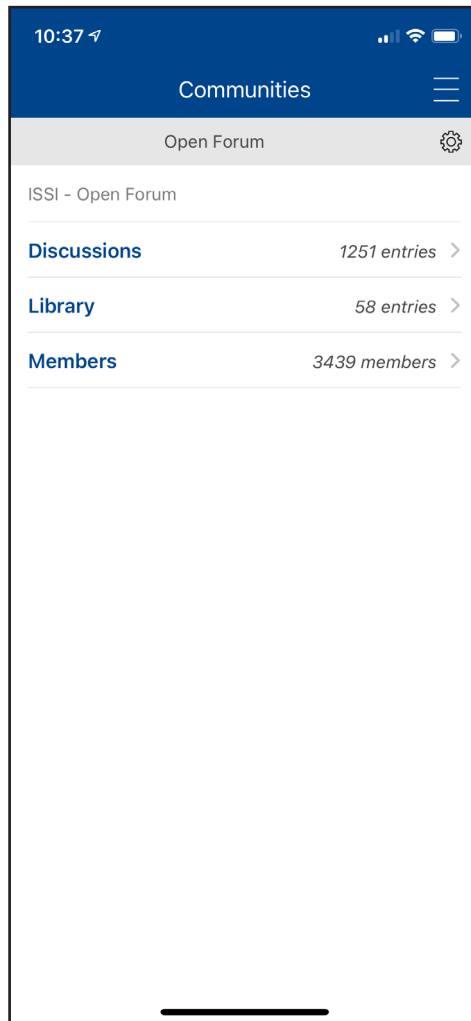 10:37
Communities
Open Forum
ISSI - Open Forum
Discussions 1251 entries
Library 58 entries
Members 3439 members